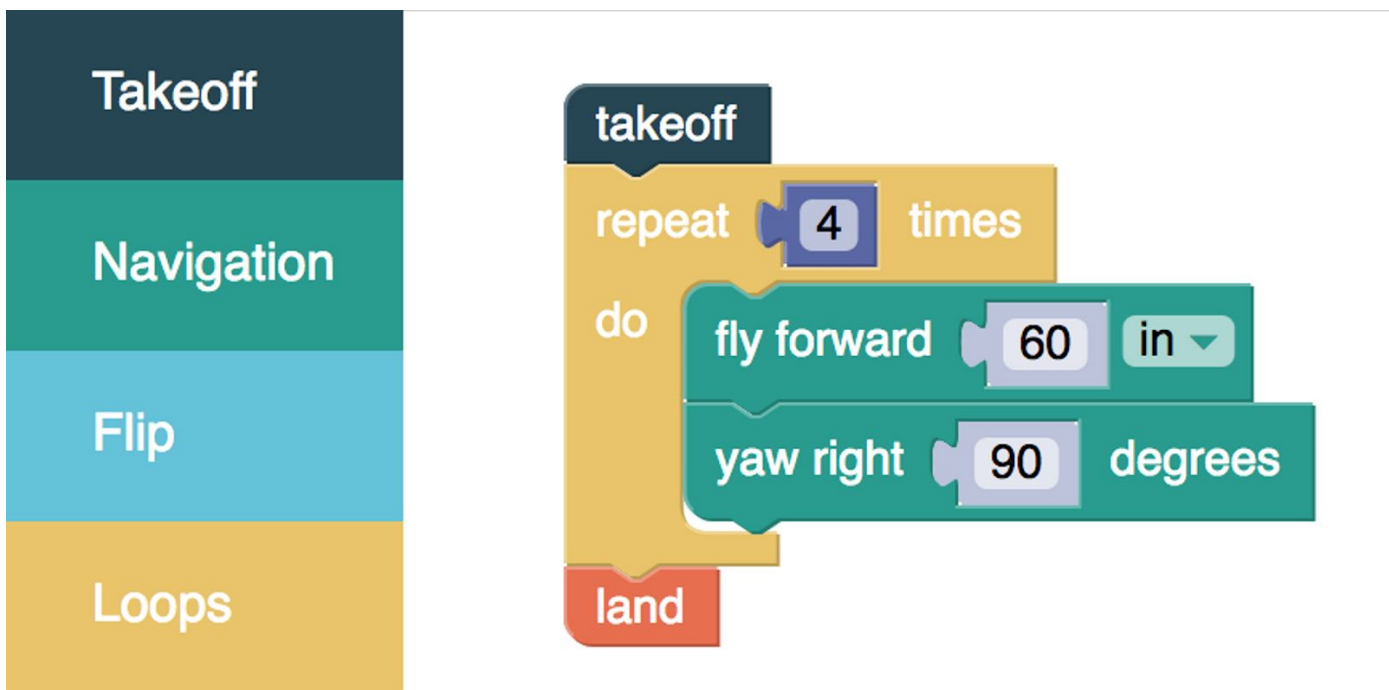 Takeoff
Navigation
Flip
Loops
takeoff
repeat 4 times
do
fly forward 60 in
yaw right 90 degrees
land